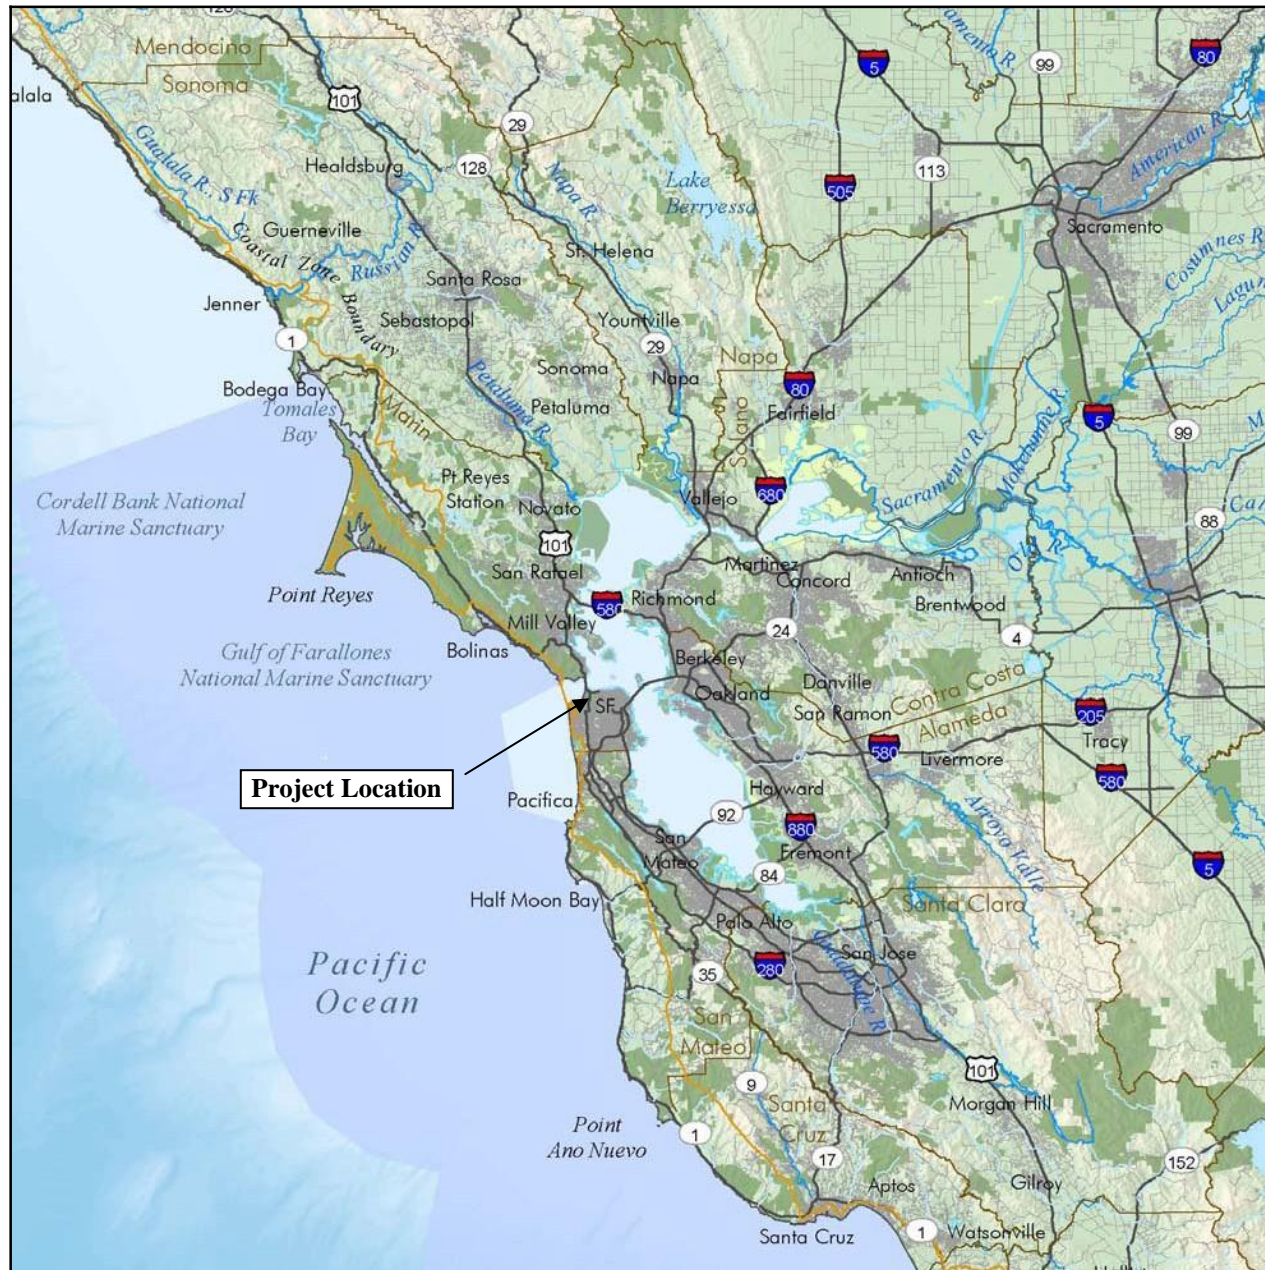 128
Mendocino
Sonoma
alala
101
29
128
Healdsburg
Gualala R., S Fk
Guerneville
Coastal Zone Boundary
Russian R.
Napa R.
Lake
Berryessa
St. Helena
Santa Rosa
Jenner
Sebastopol
1
Yountville
29
Napa
Napa
Sonoma
Petaluma
Petaluma R.
Bodega Bay
Tomales
Bay
Marin
Solano
5
99
80
505
113
American R.
Sacramento
Cosumnes R.
Lagun
80
Fairfield
5
99
Mokelumne R.
Sacramento R.
88
680
Vallejo
Pt Reyes
Station
Novato
Cordell Bank National
Marine Sanctuary
101
San Rafael
Martinez
Concord
Antioch
Brentwood
Old R.
4
Point Reyes
580
Richmond
Mill Valley
24
Bolinas
Berkeley
Gulf of Farallones
National Marine Sanctuary
Oakland
Danville
San Ramon
Contra Costa
Alameda
205
Tracy
580
SF
580
Livermore
Project Location
Pacifica
Hayward
92
880
Fremont
Arroyo Valle
5
San
Mateo
84
Half Moon Bay
Santa Clara
Palo Alto
Guadalupe R.
San Jose
Pacific
Ocean
35
280
San
Mateo
9
Santa
Cruz
101
Morgan Hill
Point
Ano Nuevo
1
17
152
Aptos
Gilroy
Santa Cruz
1
Watsonville